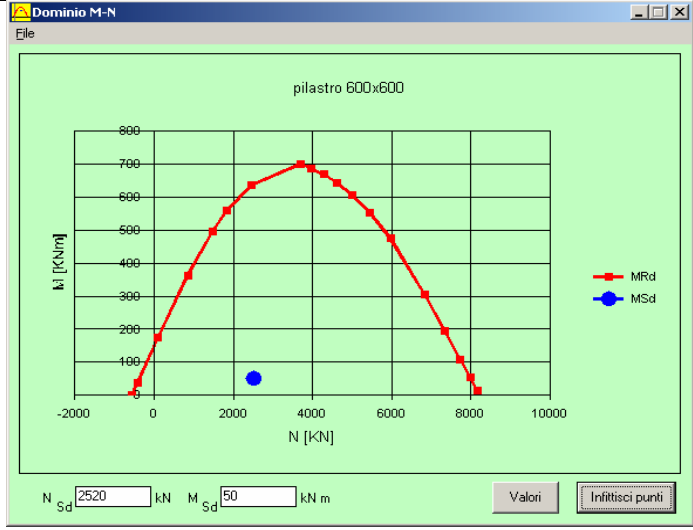 Dominio M-N
File
pilastro 600x600
800
700
600
500
400
300
200
100
0
M [KNm]
-2000 0 2000 4000 6000 8000 10000
N [KN]
MRd
MSd
N Sd 2520 kN M Sd 50 kN m Valori Infittisci punti